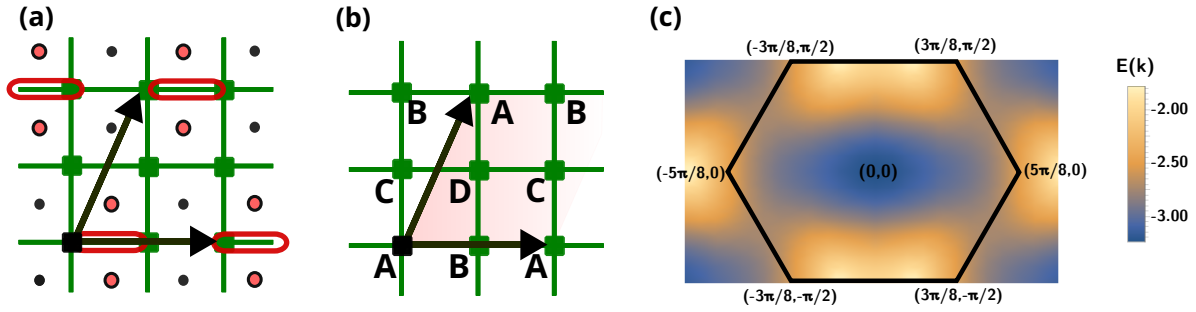 (a)
(b)
B A B
C D C
A B A
(c)
(-3π/8,π/2) (3π/8,π/2)
(-5π/8,0) (0,0) (5π/8,0)
(-3π/8,-π/2) (3π/8,-π/2)
E(k)
-2.00
-2.50
-3.00